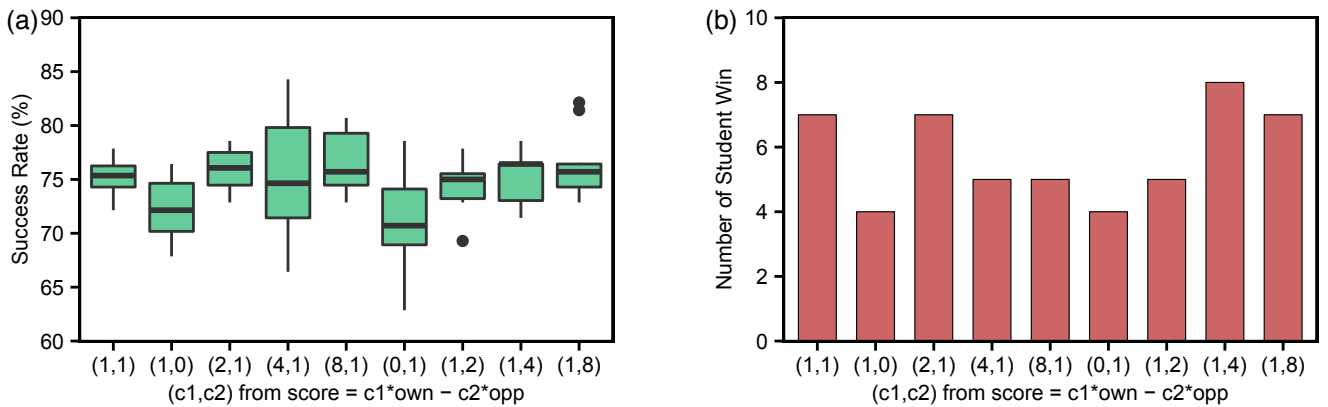 (a)
Success Rate (%)
90
85
80
75
70
65
60
(1,1) (1,0) (2,1) (4,1) (8,1) (0,1) (1,2) (1,4) (1,8)
(c1,c2) from score = c1*own − c2*opp
(b)
Number of Student Win
10
8
6
4
2
0
(1,1) (1,0) (2,1) (4,1) (8,1) (0,1) (1,2) (1,4) (1,8)
(c1,c2) from score = c1*own − c2*opp